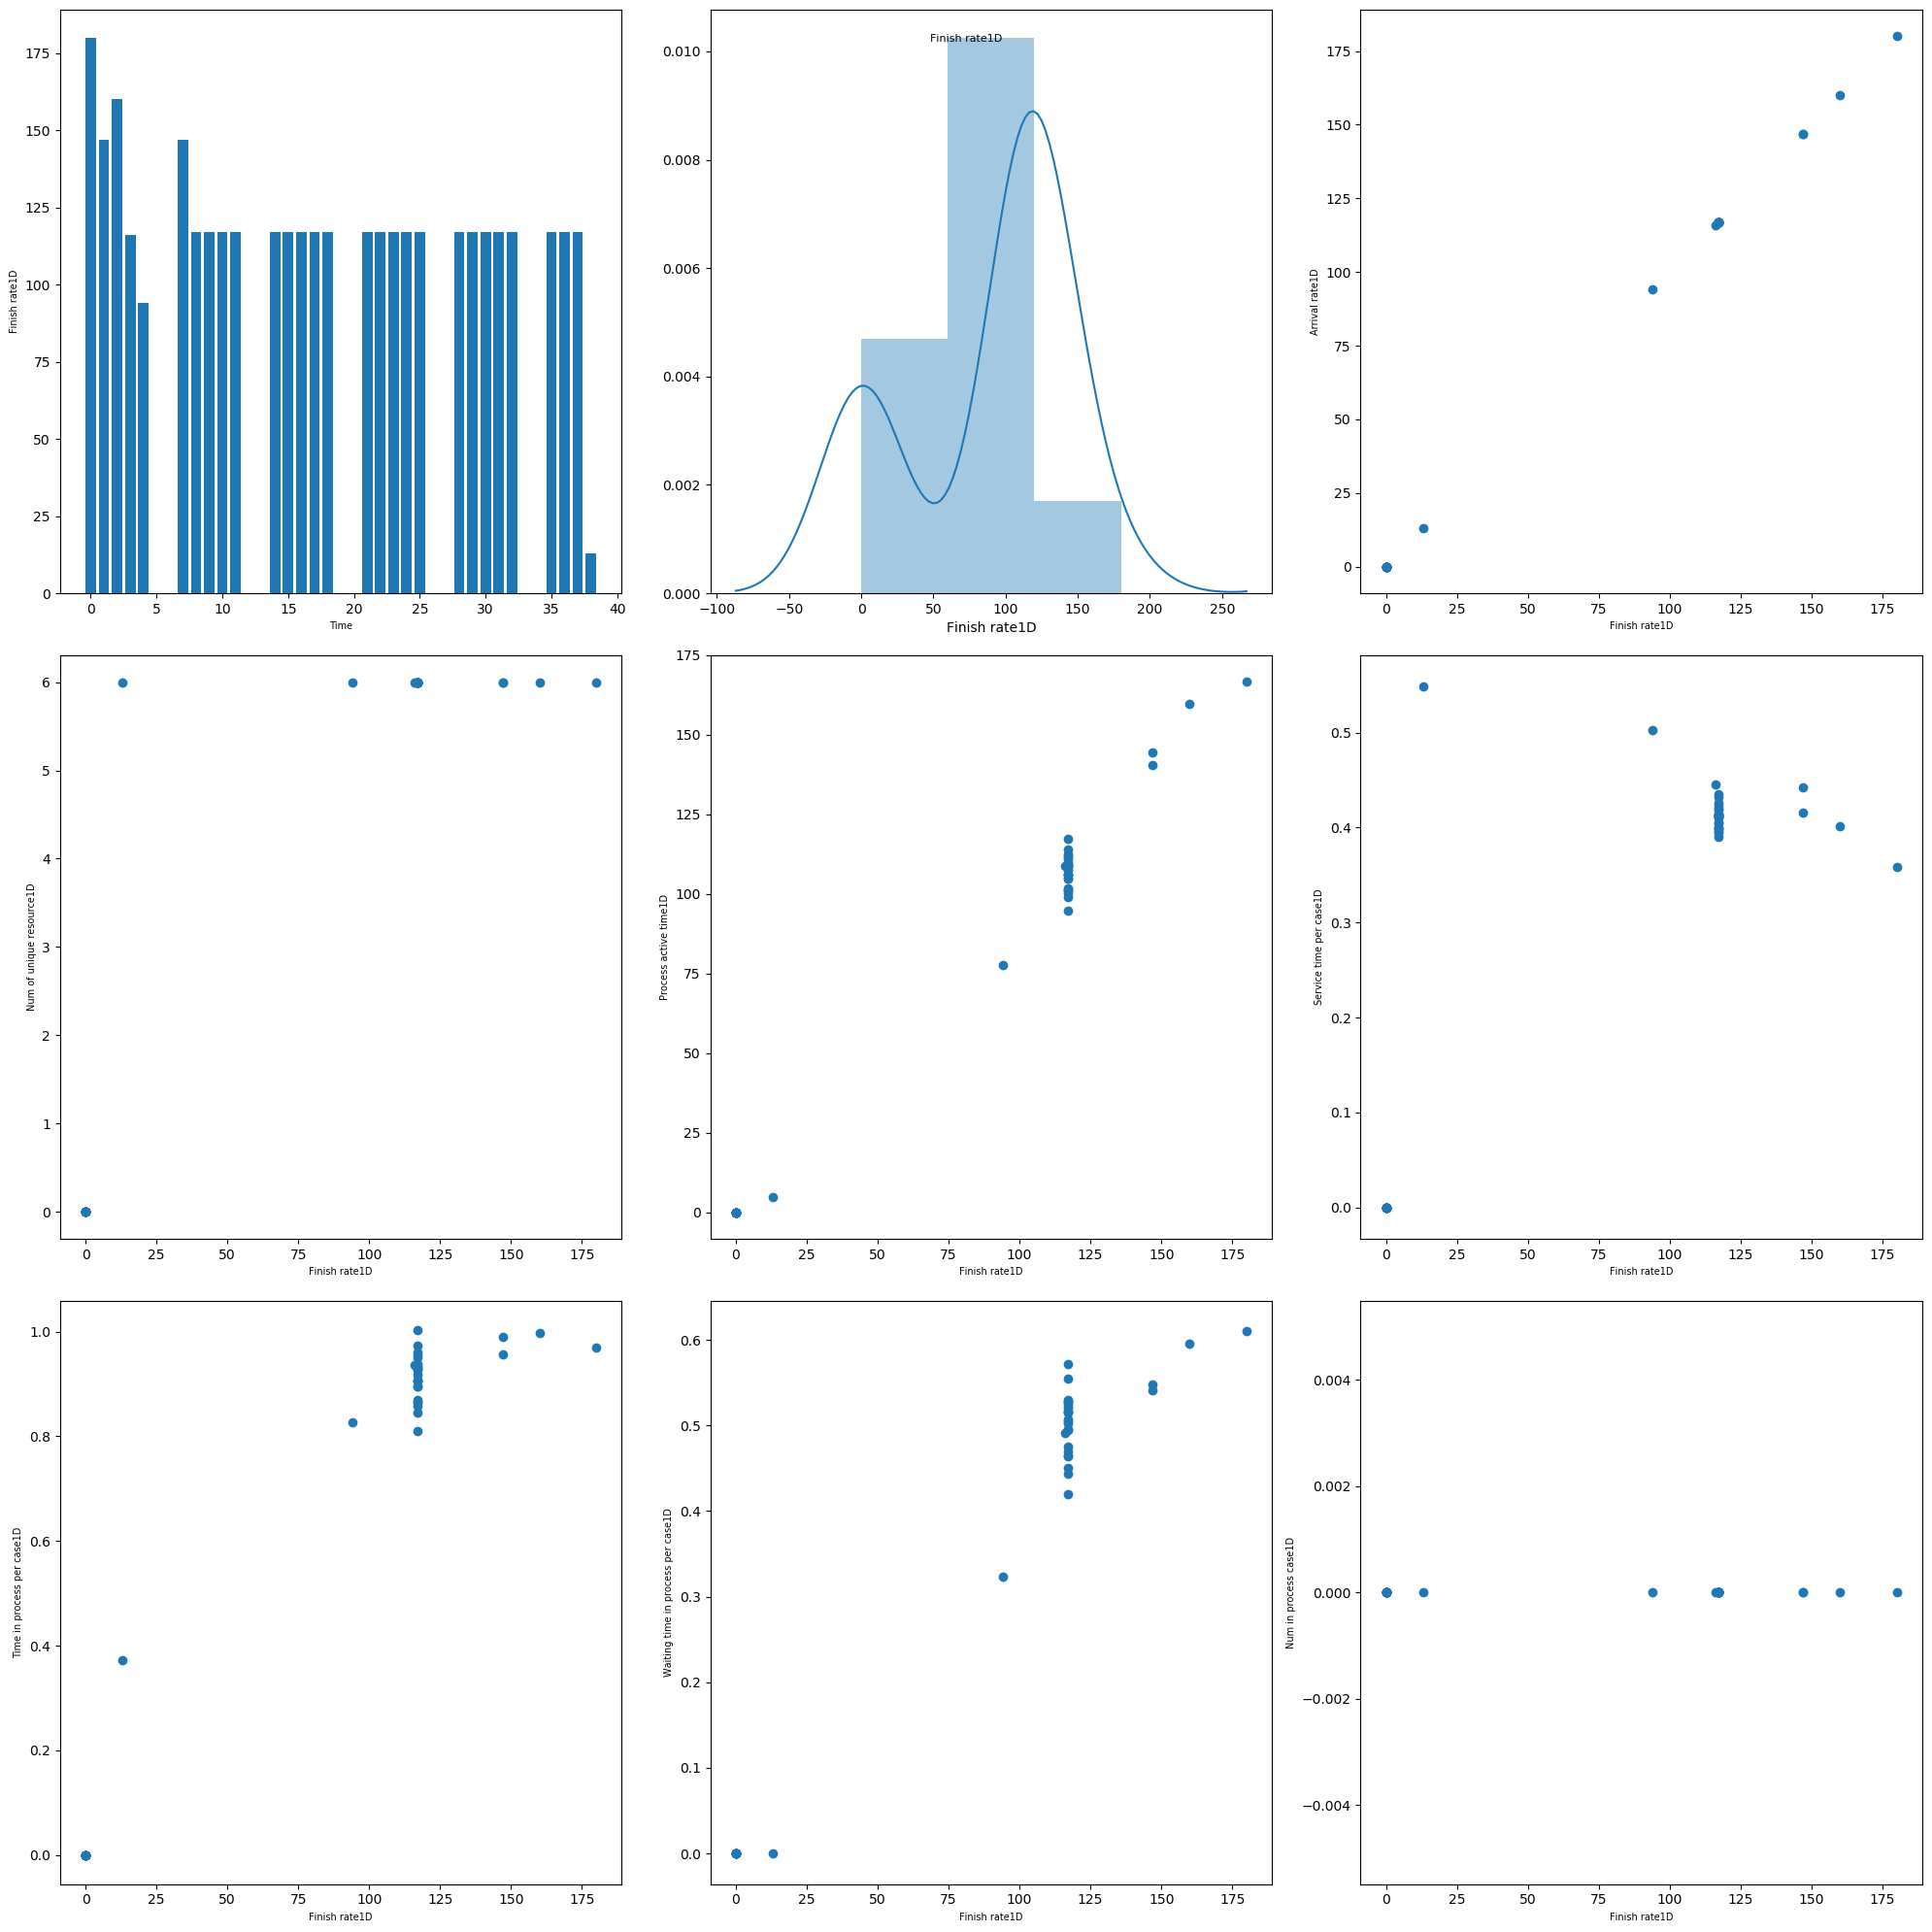 175
150
125
100
75
50
25
0
Finish rate1D
0 5 10 15 20 25 30 35 40
Time
Finish rate1D
0.010
0.008
0.006
0.004
0.002
0.000
−100 −50 0 50 100 150 200 250
Finish rate1D
175
150
125
100
75
50
25
0
Arrival rate1D
0 25 50 75 100 125 150 175
Finish rate1D
6
5
4
3
2
1
0
Num of unique resource1D
0 25 50 75 100 125 150 175
Finish rate1D
175
150
125
100
75
50
25
0
Process active time1D
0 25 50 75 100 125 150 175
Finish rate1D
0.5
0.4
0.3
0.2
0.1
0.0
Service time per case1D
0 25 50 75 100 125 150 175
Finish rate1D
1.0
0.8
0.6
0.4
0.2
0.0
Time in process per case1D
0 25 50 75 100 125 150 175
Finish rate1D
0.6
0.5
0.4
0.3
0.2
0.1
0.0
Waiting time in process per case1D
0 25 50 75 100 125 150 175
Finish rate1D
0.004
0.002
0.000
−0.002
−0.004
Num in process case1D
0 25 50 75 100 125 150 175
Finish rate1D